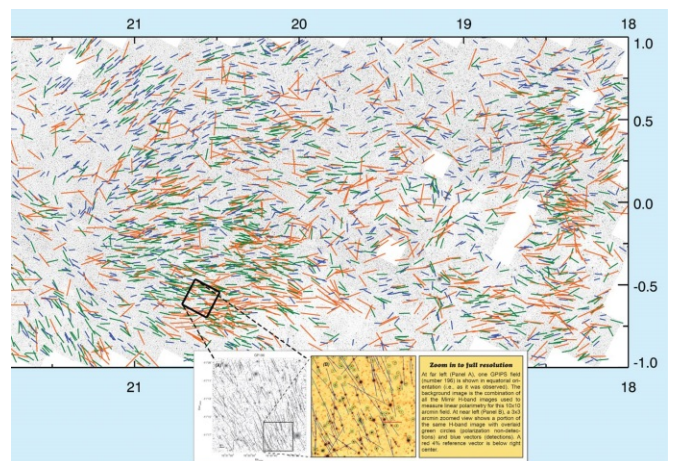 21 20 19 18
1.0
0.5
0.0
-0.5
-1.0
21 18
Zoom in to full resolution
At far left (Panel A), one GPIPS field
(number 196) is shown in equatorial ori-
entation (i.e., as it was observed). The
background image is the combination of
all the Mimir H-band images used to
measure linear polarimetry for this 10x10
arcmin field. At near left (Panel B), a 3x3
arcmin zoomed view shows a portion of
the same H-band image with overlaid
green circles (polarization non-detec-
tions) and blue vectors (detections). A
red 4% reference vector is below right
center.